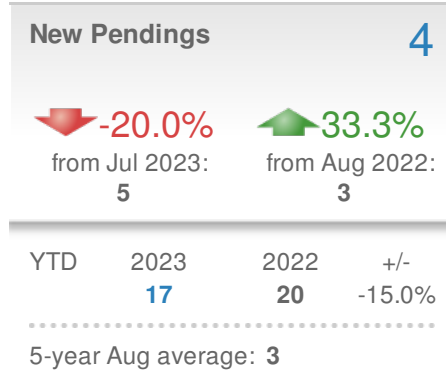 New Pendings 4
-20.0% 33.3%
from Jul 2023: from Aug 2022:
5 3
YTD 2023 2022 +/-
17 20 -15.0%
5-year Aug average: 3